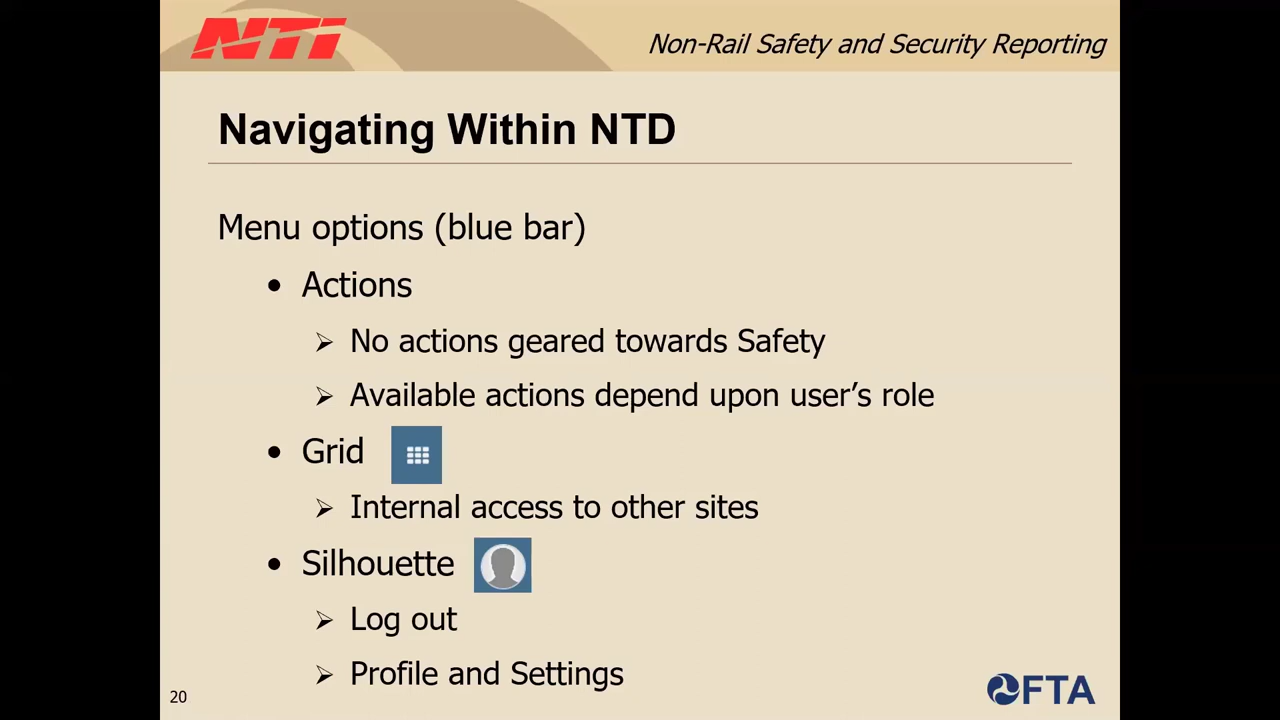 NTI
Non-Rail Safety and Security Reporting
Navigating Within NTD
Menu options (blue bar)
• Actions
➢ No actions geared towards Safety
➢ Available actions depend upon user’s role
• Grid
➢ Internal access to other sites
• Silhouette
➢ Log out
➢ Profile and Settings
20
FTA